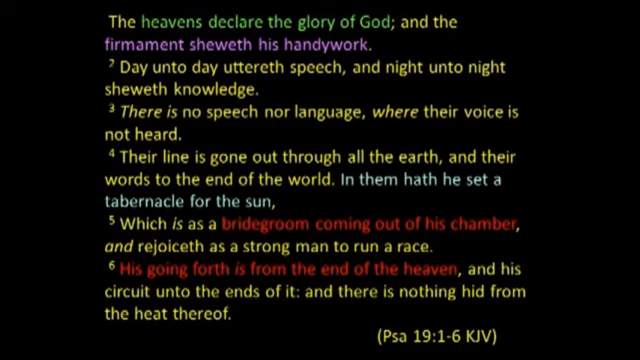 The heavens declare the glory of God; and the
firmament sheweth his handywork.
2 Day unto day uttereth speech, and night unto night
sheweth knowledge.
3 There is no speech nor language, where their voice is
not heard.
4 Their line is gone out through all the earth, and their
words to the end of the world. In them hath he set a
tabernacle for the sun,
5 Which is as a bridegroom coming out of his chamber,
and rejoiceth as a strong man to run a race.
6 His going forth is from the end of the heaven, and his
circuit unto the ends of it: and there is nothing hid from
the heat thereof.
(Psa 19:1-6 KJV)